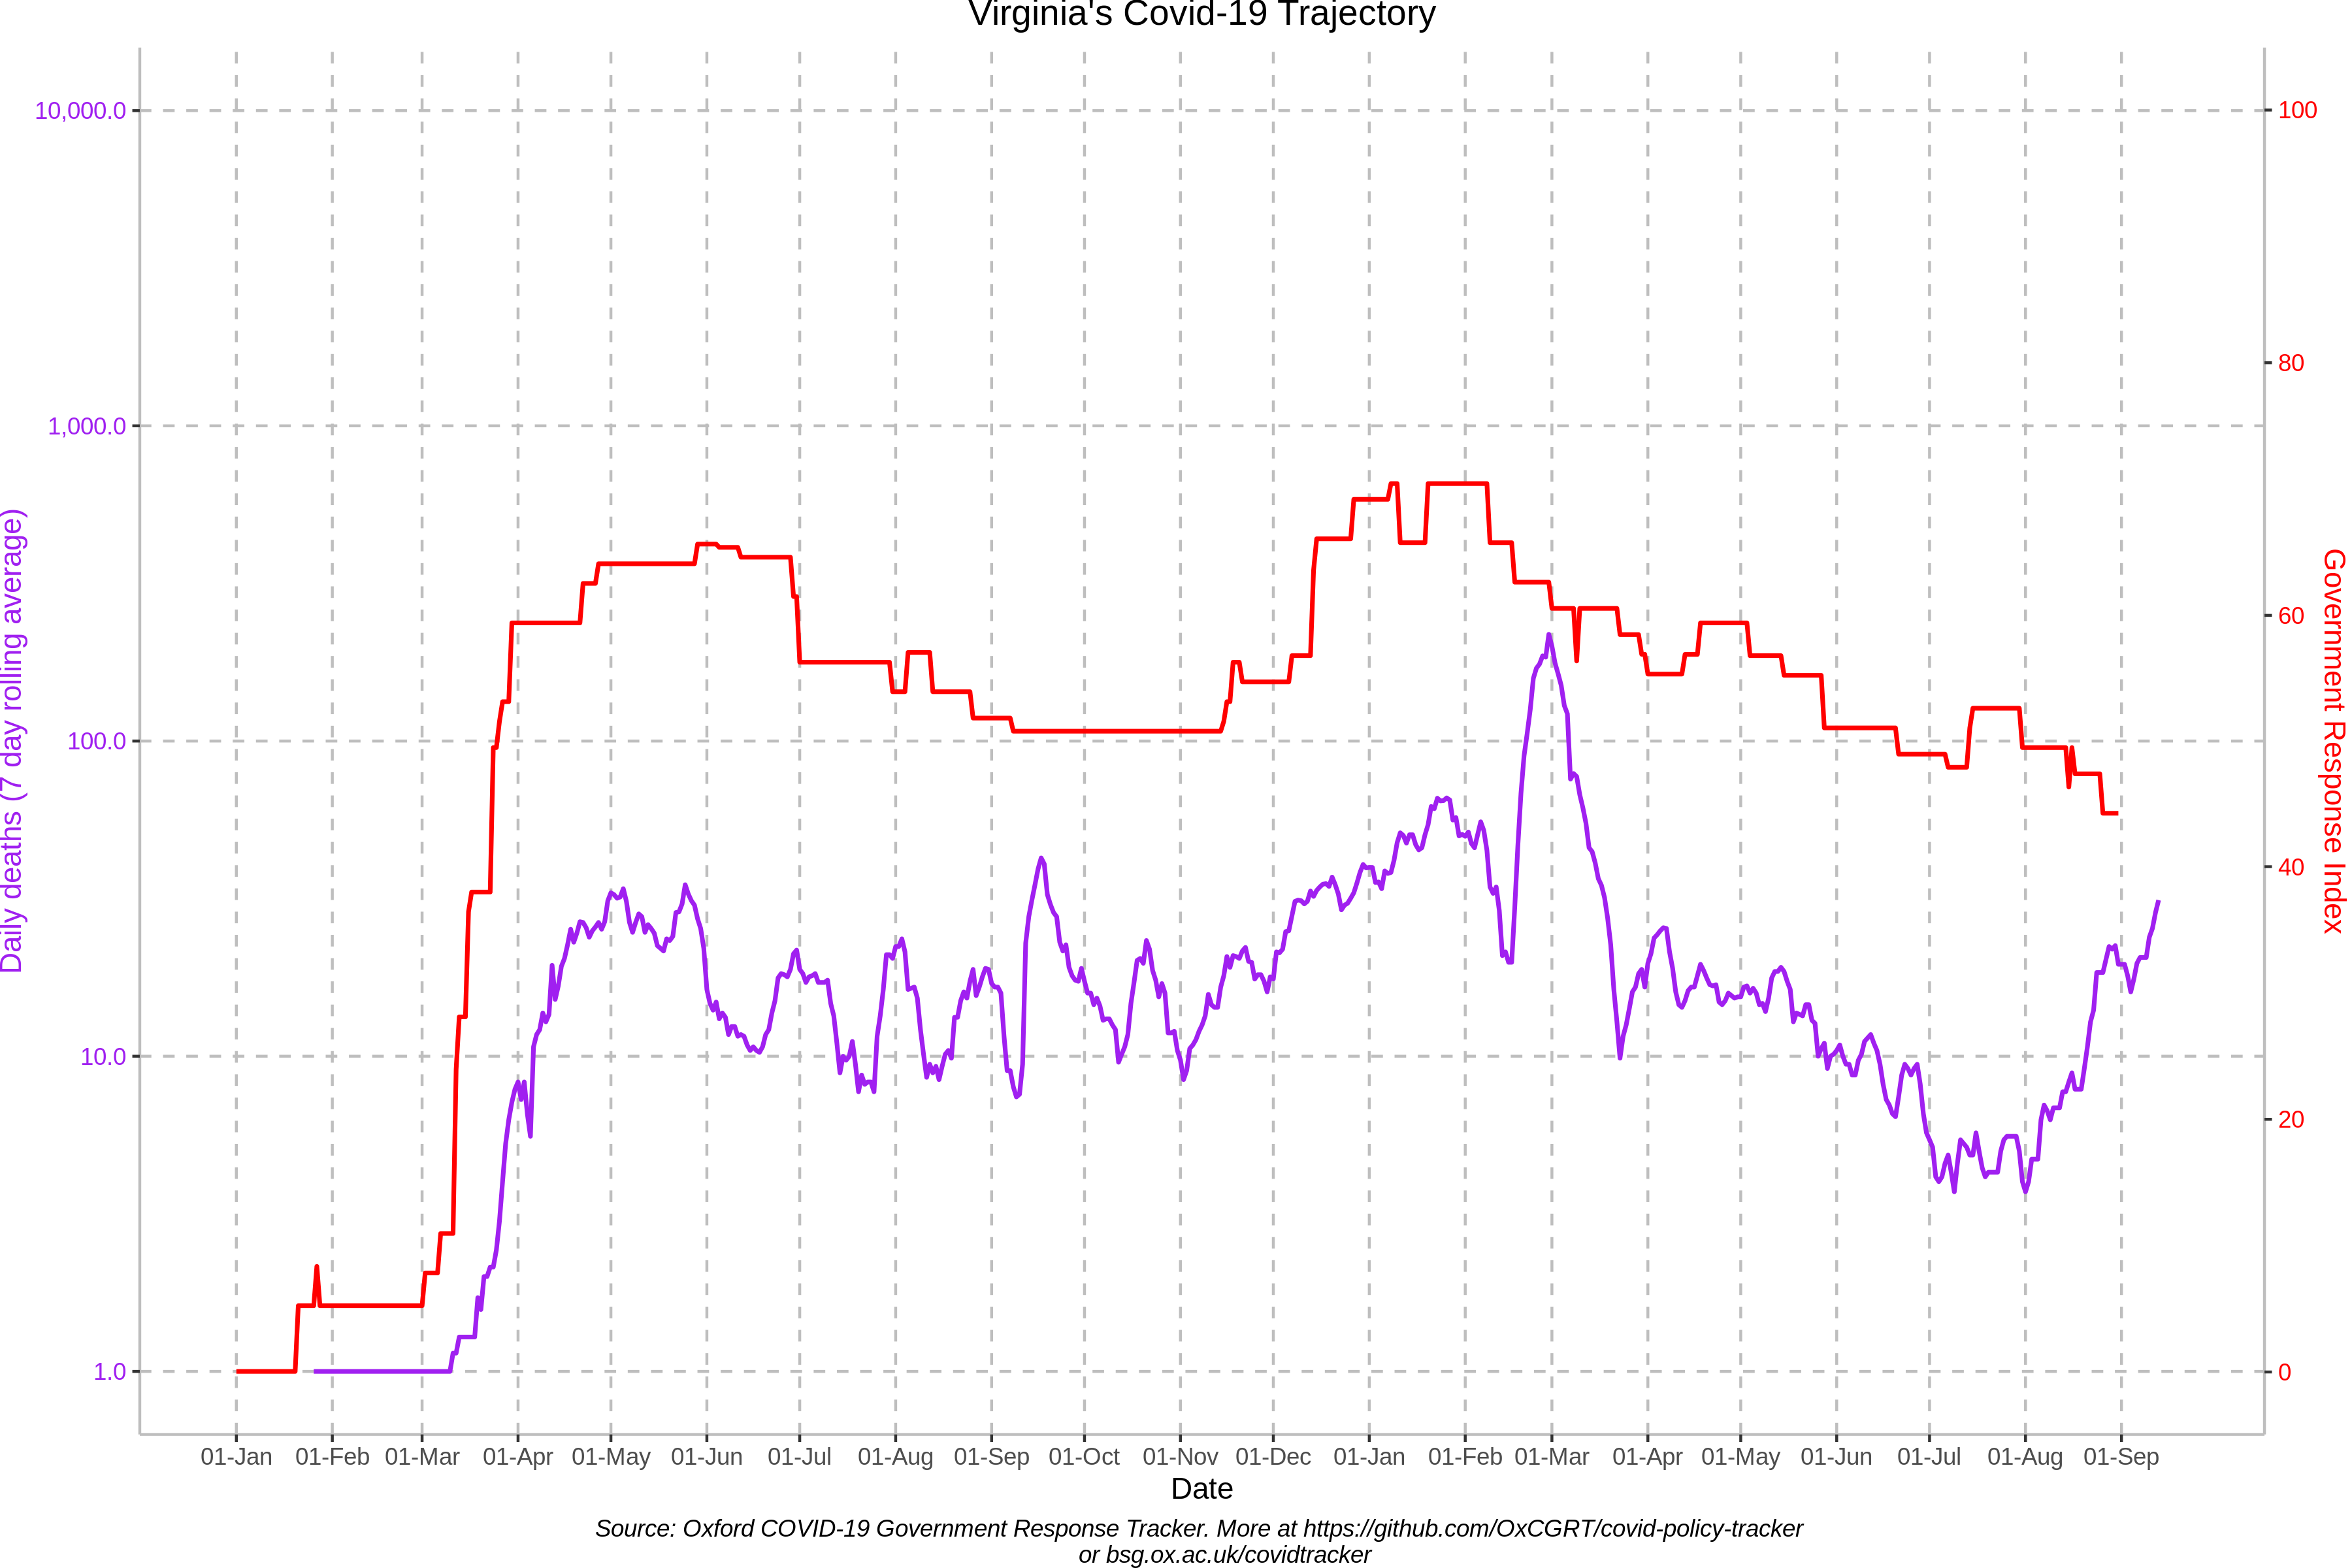 Virginia's Covid-19 Trajectory
10,000.0
1,000.0
100.0
10.0
1.0
Daily deaths (7 day rolling average)
100
80
60
40
20
0
Government Response Index
01-Jan 01-Feb 01-Mar 01-Apr 01-May 01-Jun 01-Jul 01-Aug 01-Sep 01-Oct 01-Nov 01-Dec 01-Jan 01-Feb 01-Mar 01-Apr 01-May 01-Jun 01-Jul 01-Aug 01-Sep
Date
Source: Oxford COVID-19 Government Response Tracker. More at https://github.com/OxCGRT/covid-policy-tracker
or bsg.ox.ac.uk/covidtracker